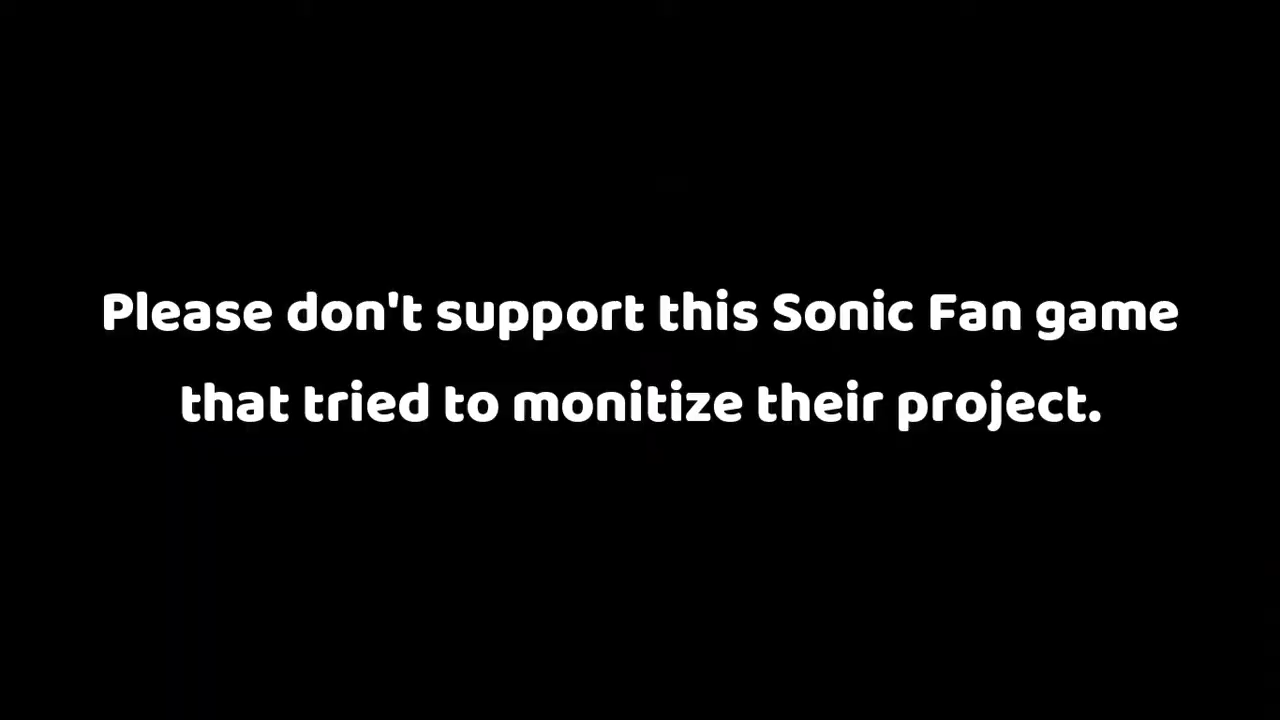 Please don't support this Sonic Fan game
that tried to monitize their project.